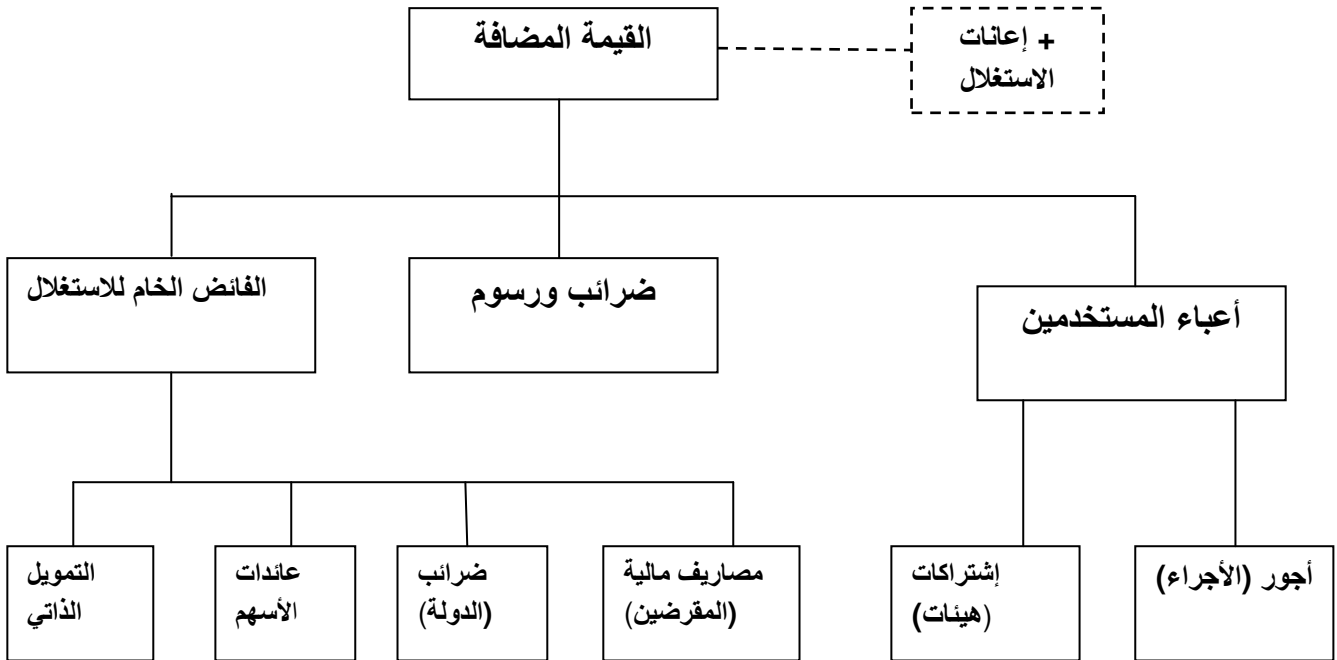 القيمة المضافة
+ إعانات
الاستغلال
أعباء المستخدمين
ضرائب ورسوم
الفائض الخام للاستغلال
أجور (الأجراء)
إشتراكات
(هيئات)
مصاريف مالية
(المقرضين)
ضرائب
(الدولة)
عائدات
الأسهم
التمويل
الذاتي